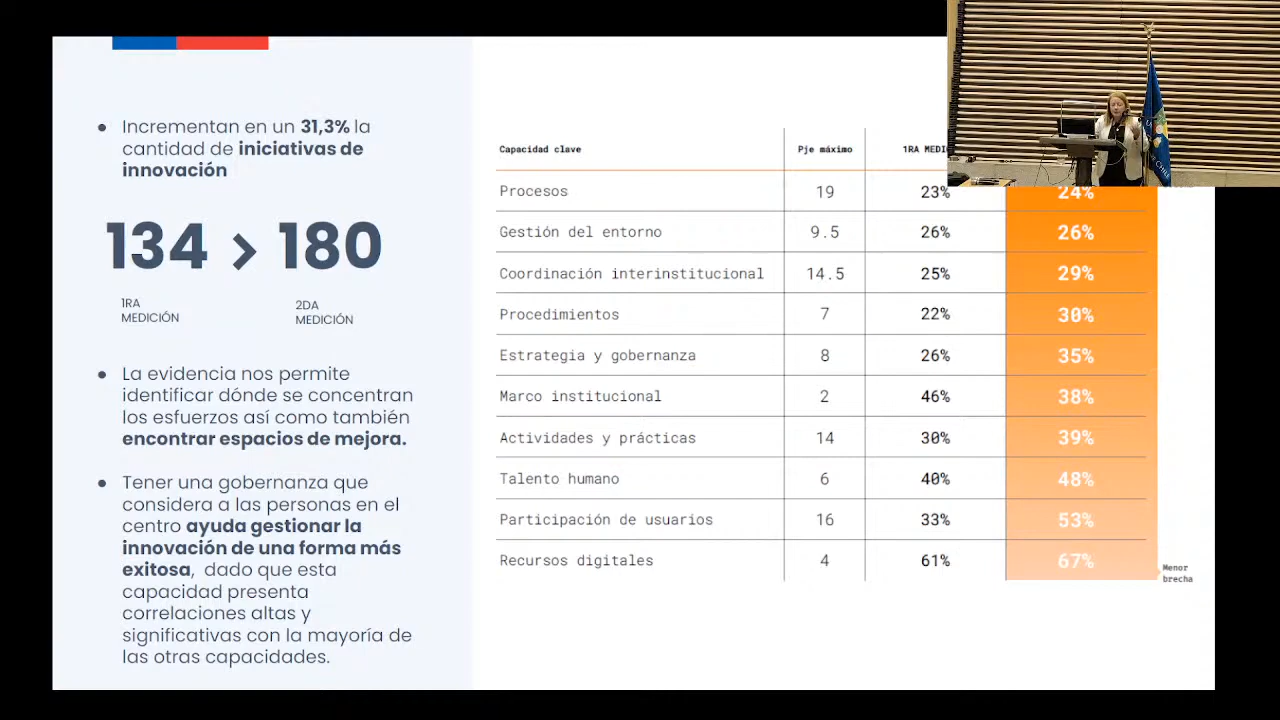 ● Incrementan en un 31,3% la
cantidad de iniciativas de
innovación
134 > 180
1RA
MEDICIÓN
2DA
MEDICIÓN
● La evidencia nos permite
identificar dónde se concentran
los esfuerzos así como también
encontrar espacios de mejora.
● Tener una gobernanza que
considera a las personas en el
centro ayuda gestionar la
innovación de una forma más
exitosa, dado que esta
capacidad presenta
correlaciones altas y
significativas con la mayoría de
las otras capacidades.
Capacidad clave Pje máximo 1RA
Procesos 19 23% 24%
Gestión del entorno 9.5 26% 26%
Coordinación interinstitucional 14.5 25% 29%
Procedimientos 7 22% 30%
Estrategia y gobernanza 8 26% 35%
Marco institucional 2 46% 38%
Actividades y prácticas 14 30% 39%
Talento humano 6 40% 48%
Participación de usuarios 16 33% 53%
Recursos digitales 4 61% 67%
Menor
brecha